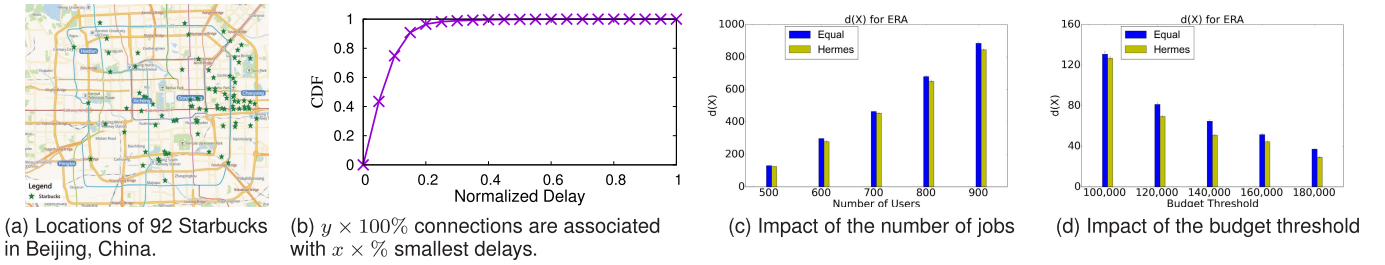 Legend
Starbucks
(a) Locations of 92 Starbucks
in Beijing, China.
1
0.8
0.6
0.4
0.2
0
CDF
0 0.2 0.4 0.6 0.8 1
Normalized Delay
(b) y × 100% connections are associated
with x × % smallest delays.
d(X) for ERA
Equal
Hermes
1000
800
600
400
200
0
d(X)
500 600 700 800 900
Number of Users
(c) Impact of the number of jobs
d(X) for ERA
Equal
Hermes
160
120
80
40
0
d(X)
100,000 120,000 140,000 160,000 180,000
Budget Threshold
(d) Impact of the budget threshold